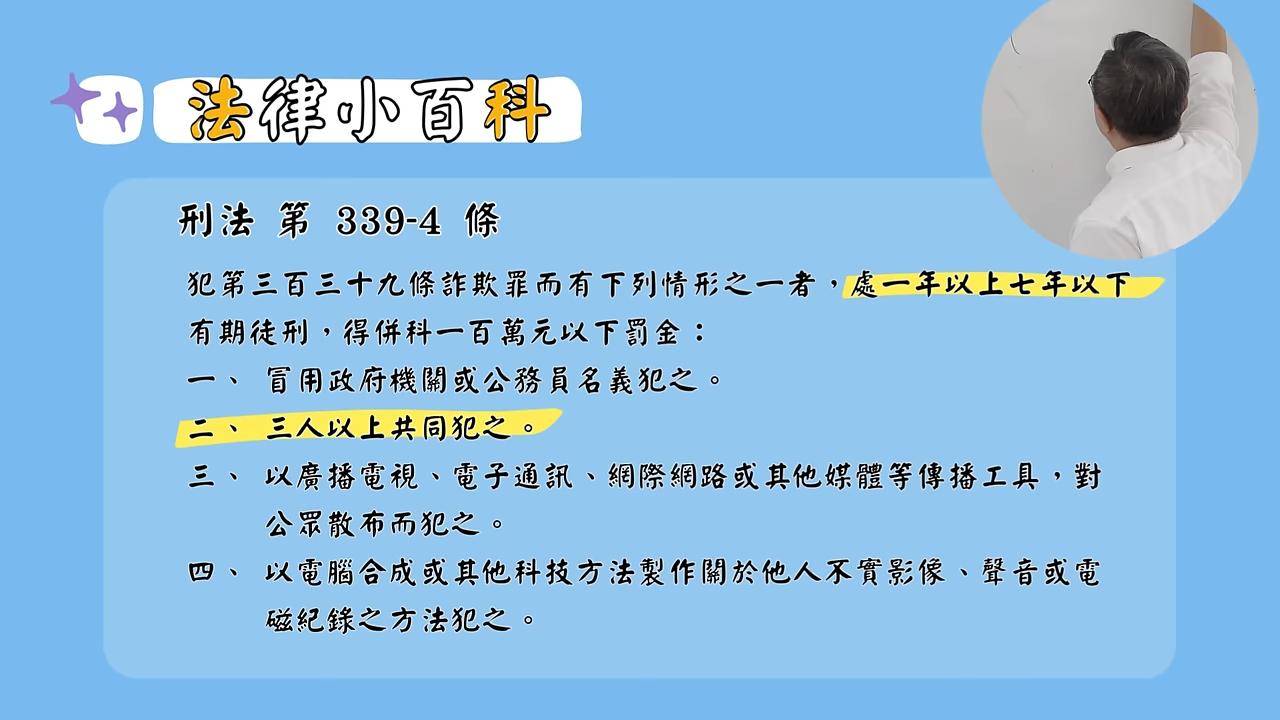 法律小百科
刑法 第 339-4 條
犯第三百三十九條詐欺罪而有下列情形之一者，處一年以上七年以下
有期徒刑，得併科一百萬元以下罰金：
一、 冒用政府機關或公務員名義犯之。
二、 三人以上共同犯之。
三、 以廣播電視、電子通訊、網際網路或其他媒體等傳播工具，對
公眾散布而犯之。
四、 以電腦合成或其他科技方法製作關於他人不實影像、聲音或電
磁紀錄之方法犯之。